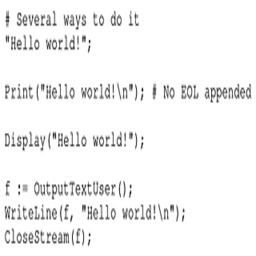 # Several ways to do it
"Hello world!";

Print("Hello world!\n"); # No EOL appended

Display("Hello world!");

f := OutputTextUser();
WriteLine(f, "Hello world!\n");
CloseStream(f);